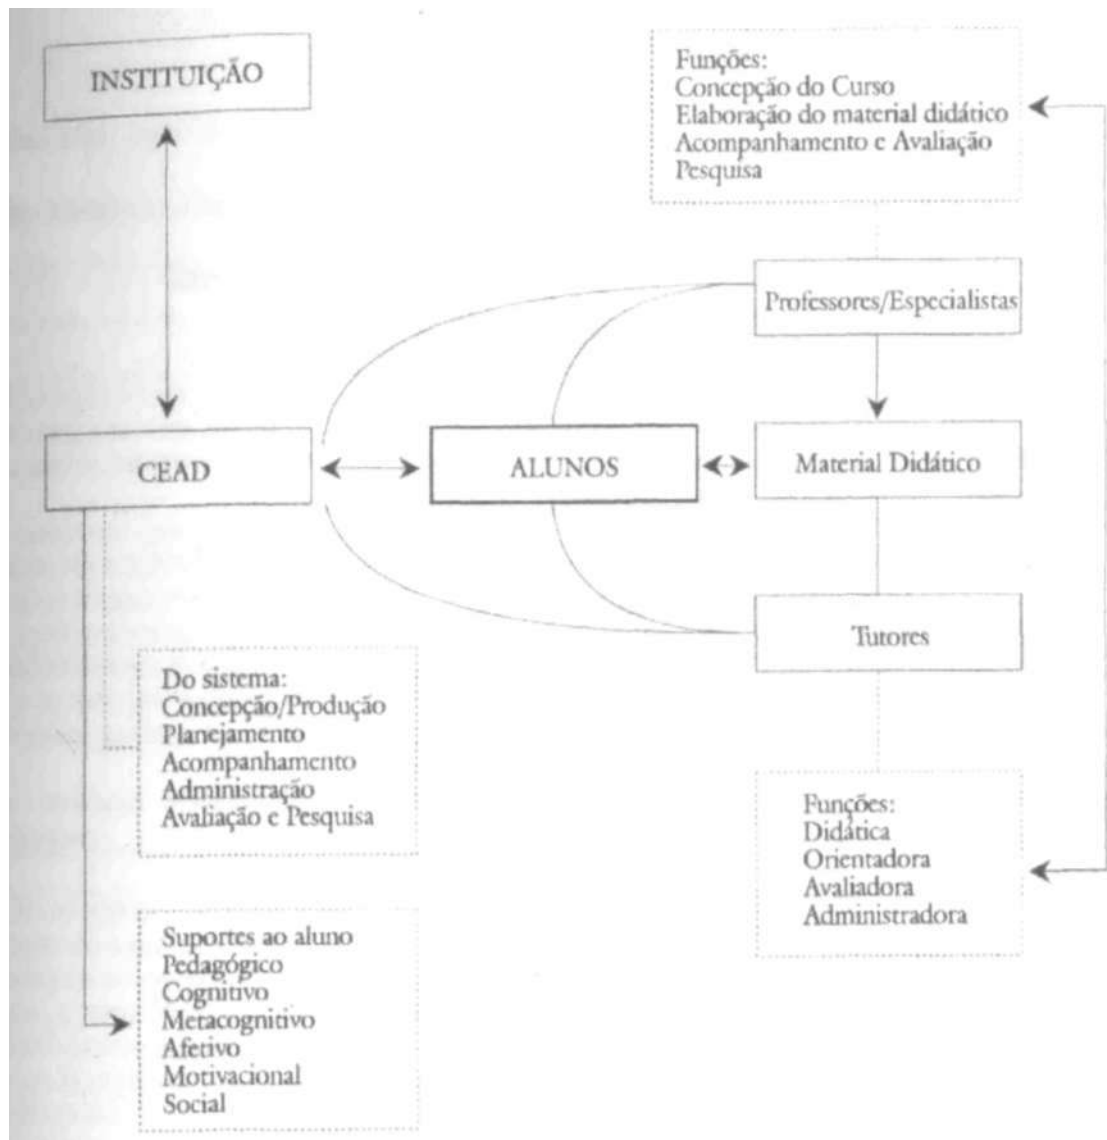 INSTITUIÇÃO
Funções:
Concepção do Curso
Elaboração do material didático
Acompanhamento e Avaliação
Pesquisa
Professores/Especialistas
CEAD
ALUNOS
Material Didático
Tutores
Do sistema:
Concepção/Produção
Planejamento
Acompanhamento
Administração
Avaliação e Pesquisa
Funções:
Didática
Orientadora
Avaliadora
Administradora
Suportes ao aluno
Pedagógico
Cognitivo
Metacognitivo
Afetivo
Motivacional
Social